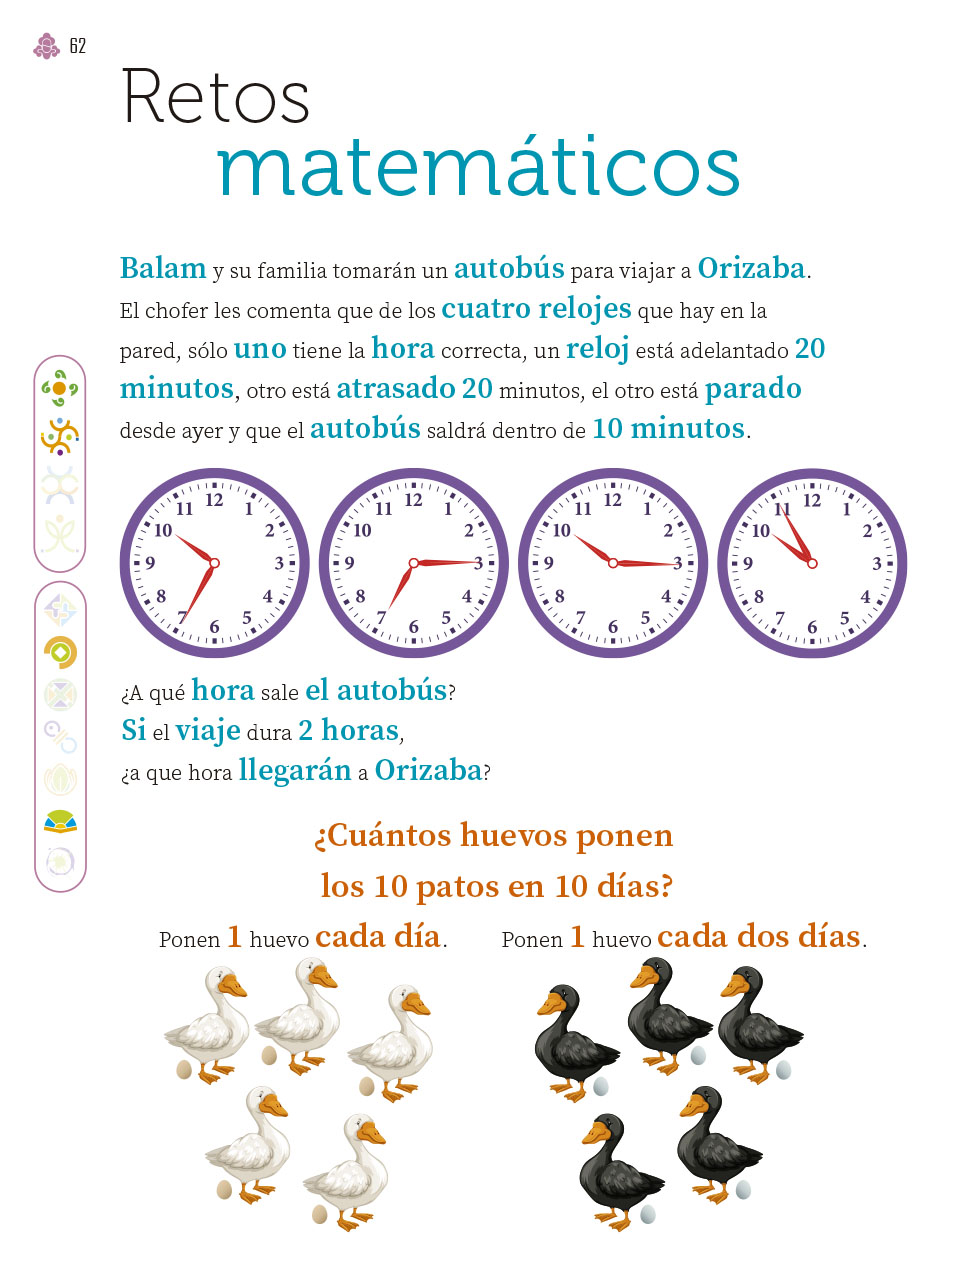 62
Retos
matemáticos
Balam y su familia tomarán un autobús para viajar a Orizaba.
El chofer les comenta que de los cuatro relojes que hay en la
pared, sólo uno tiene la hora correcta, un reloj está adelantado 20
minutos, otro está atrasado 20 minutos, el otro está parado
desde ayer y que el autobús saldrá dentro de 10 minutos.
12 1 2 3 4 5 6 7 8 9 10 11
12 1 2 3 4 5 6 7 8 9 10 11
12 1 2 3 4 5 6 7 8 9 10 11
12 1 2 3 4 5 6 7 8 9 10 11
¿A qué hora sale el autobús?
Si el viaje dura 2 horas,
¿a que hora llegarán a Orizaba?
¿Cuántos huevos ponen
los 10 patos en 10 días?
Ponen 1 huevo cada día.
Ponen 1 huevo cada dos días.